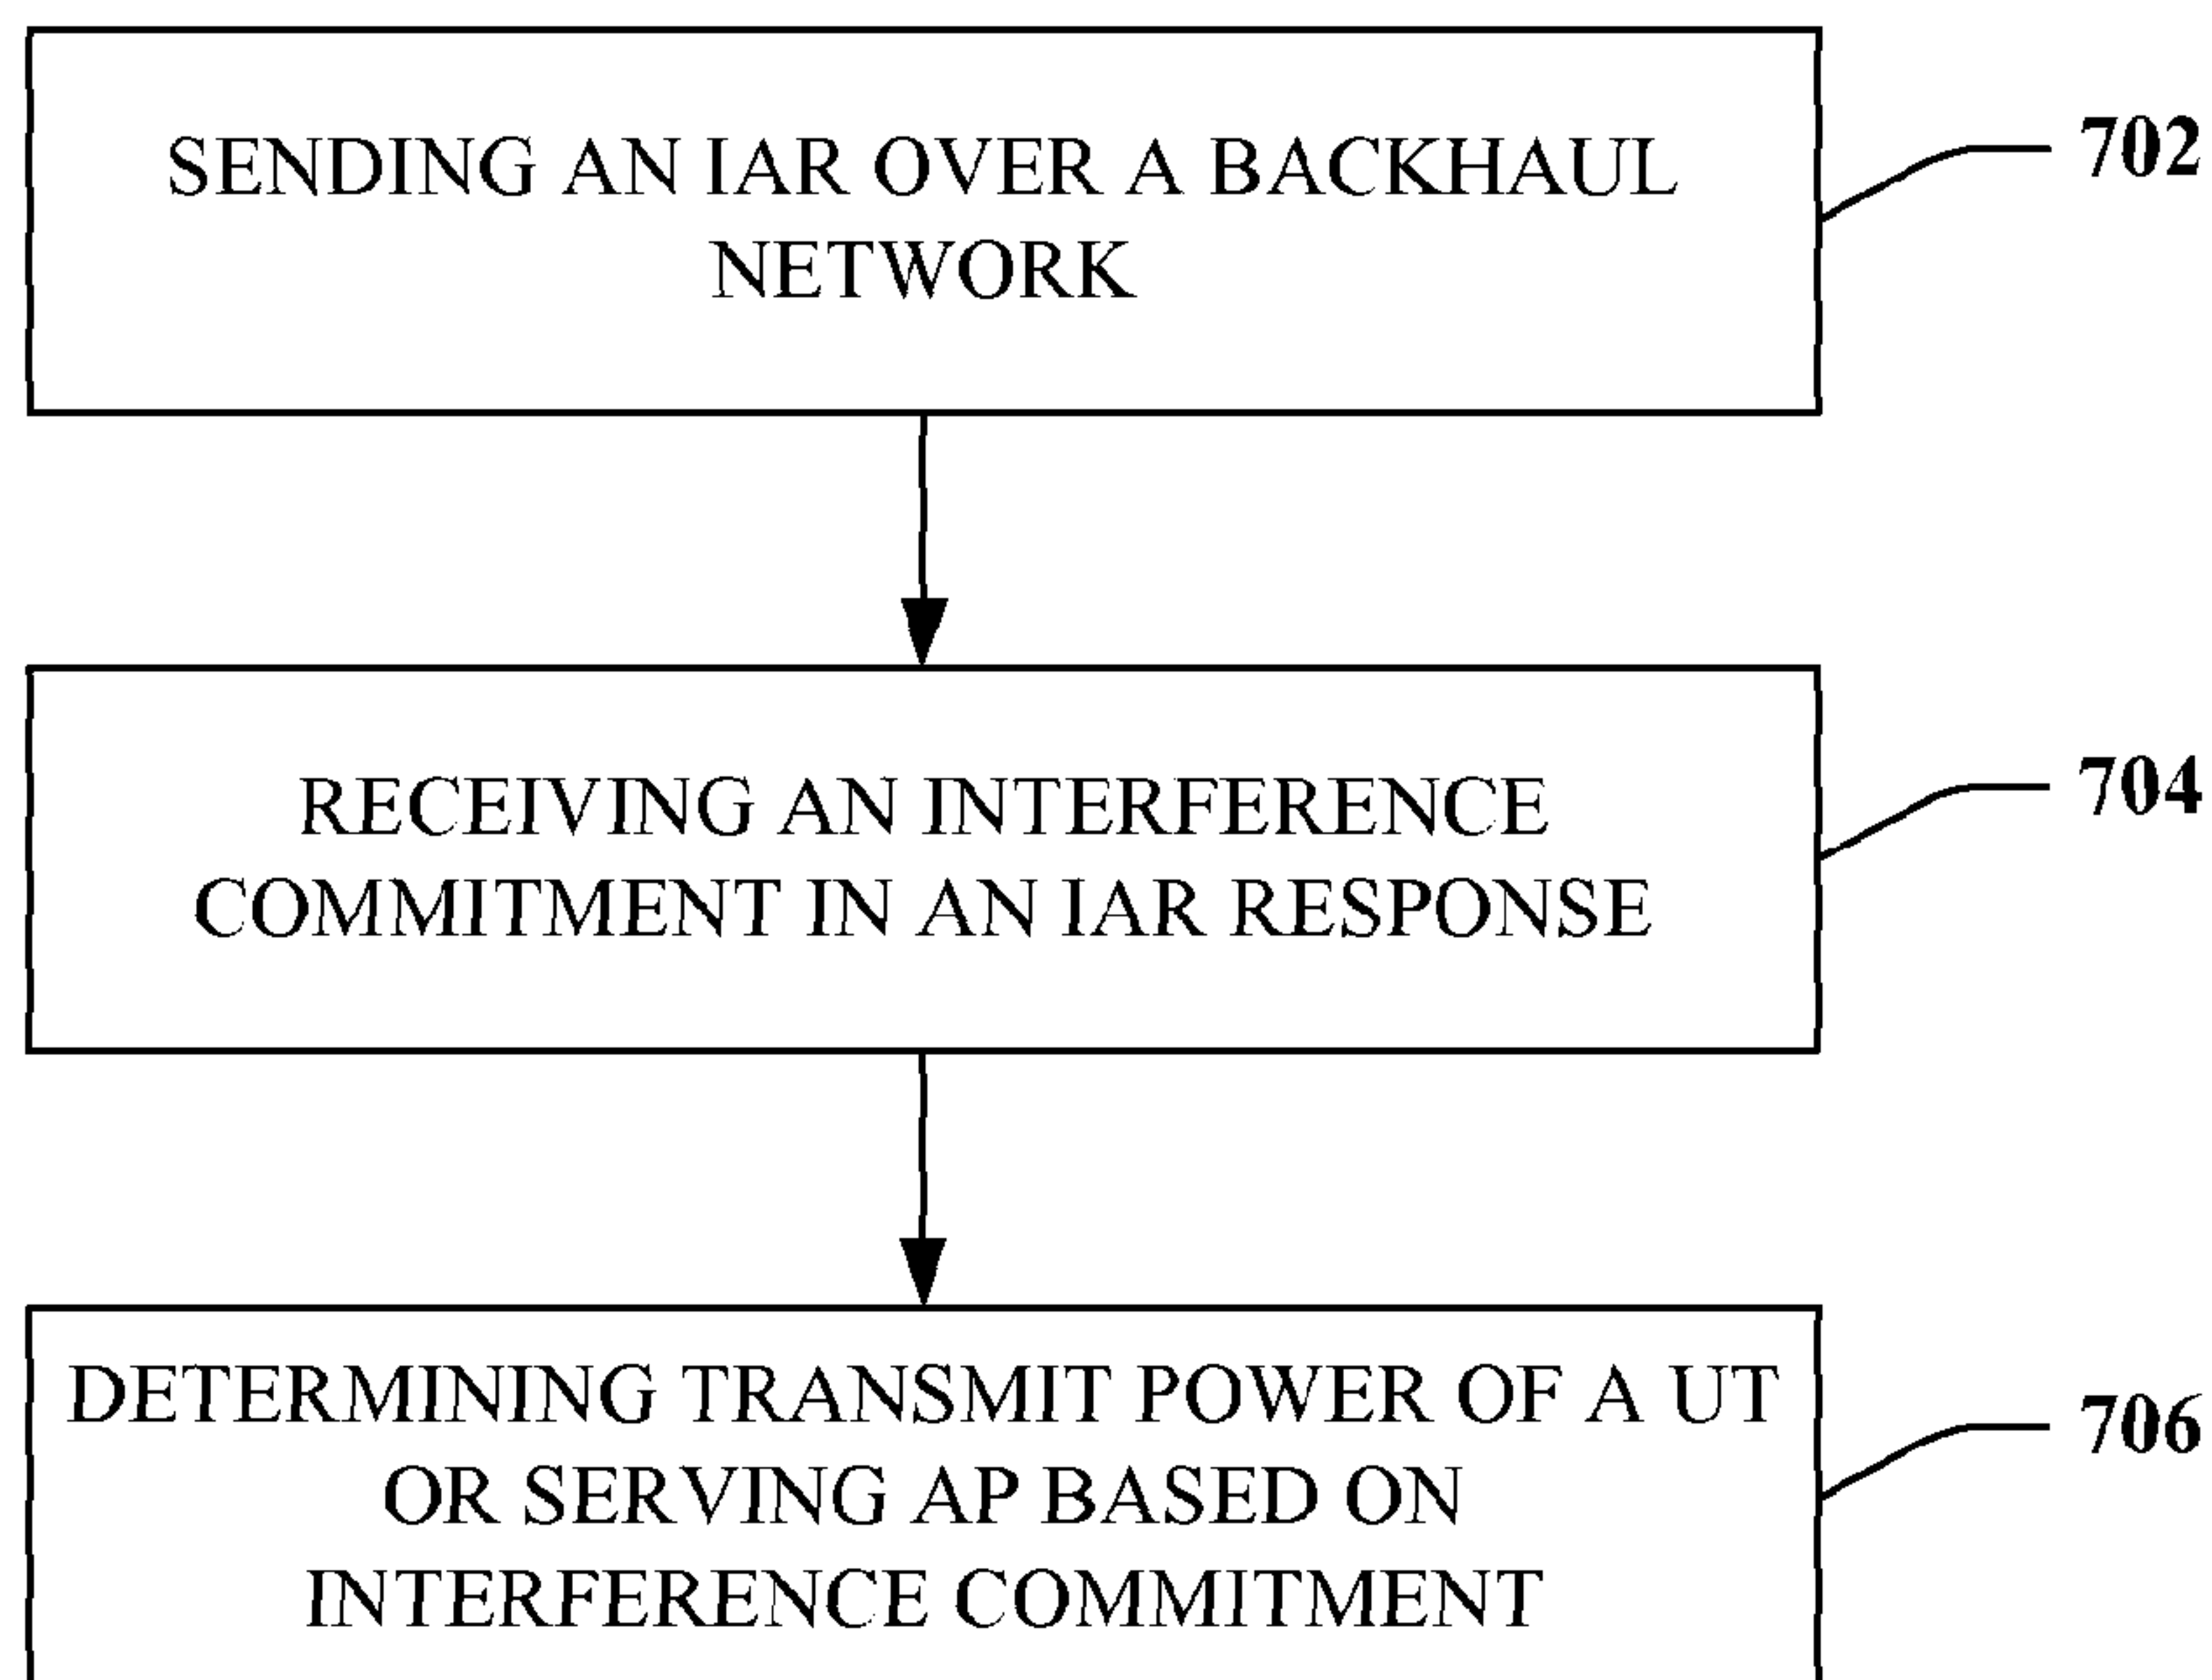 SENDING AN IAR OVER A BACKHAUL
NETWORK
702
RECEIVING AN INTERFERENCE
COMMITMENT IN AN IAR RESPONSE
704
DETERMINING TRANSMIT POWER OF A UT
OR SERVING AP BASED ON
INTERFERENCE COMMITMENT
706